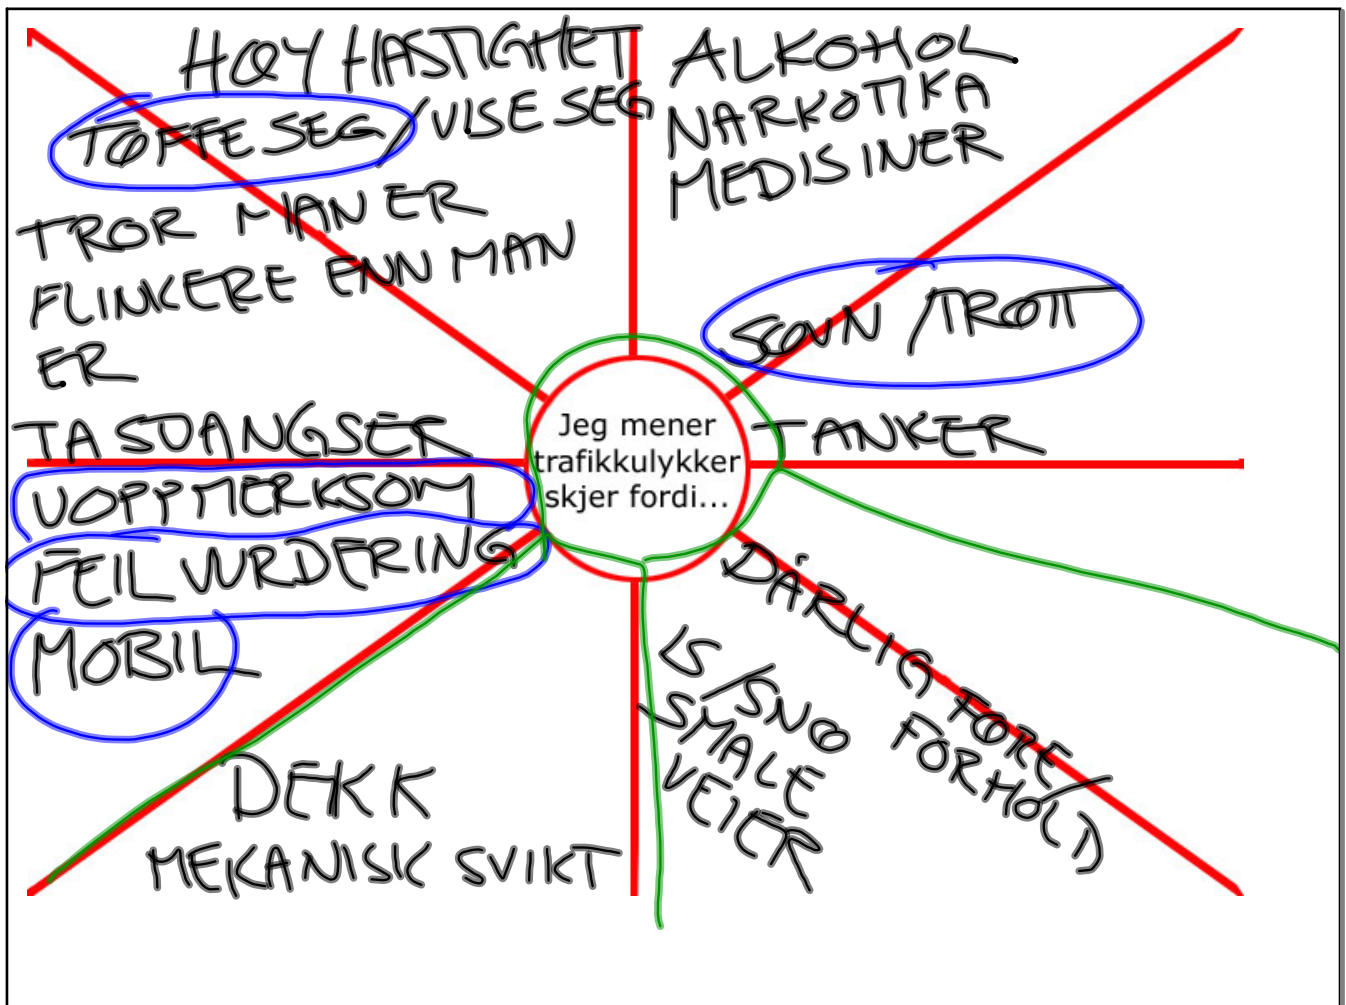 HØY HASTIGHET
TØFFE SEG / VISE SEG
TROR MAN ER
FLINKERE ENN MAN
ER
TA SJANGSER
UOPPMERKSOM
FEIL VURDERING
MOBIL
ALKOHOL
NARKOTIKA
MEDISINER
SØVN / TRØTT
TANKER
Jeg mener
trafikkulykker
skjer fordi...
DÅRLIG FØRE/
FORHOLD
IS / SNØ
SMALE
VEIER
DEKK
MEKANISK SVIKT